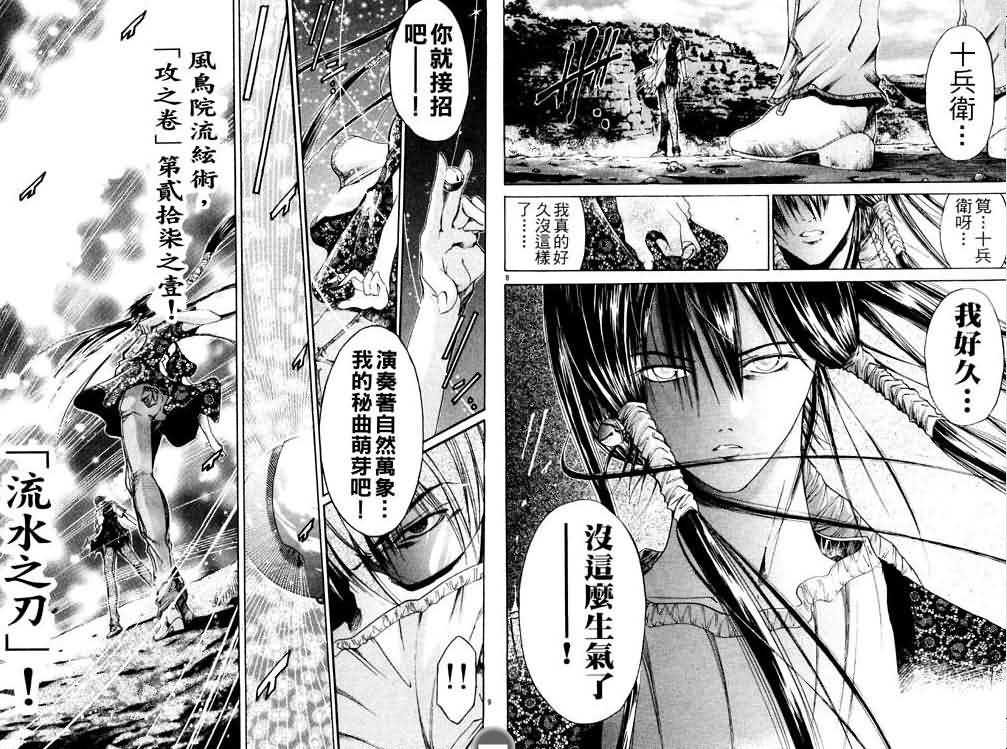 十兵衛…
筧…十兵
衛呀…
我真的好
久沒這樣
了……
8
我好久…
沒這麼生氣了
——！
你就接招
吧——！
演奏著自然萬象…
我的秘曲萌芽吧！
!!
9
風鳥院流絃術，
「攻之卷」第貳拾柒之壹！
「流水之刃」！